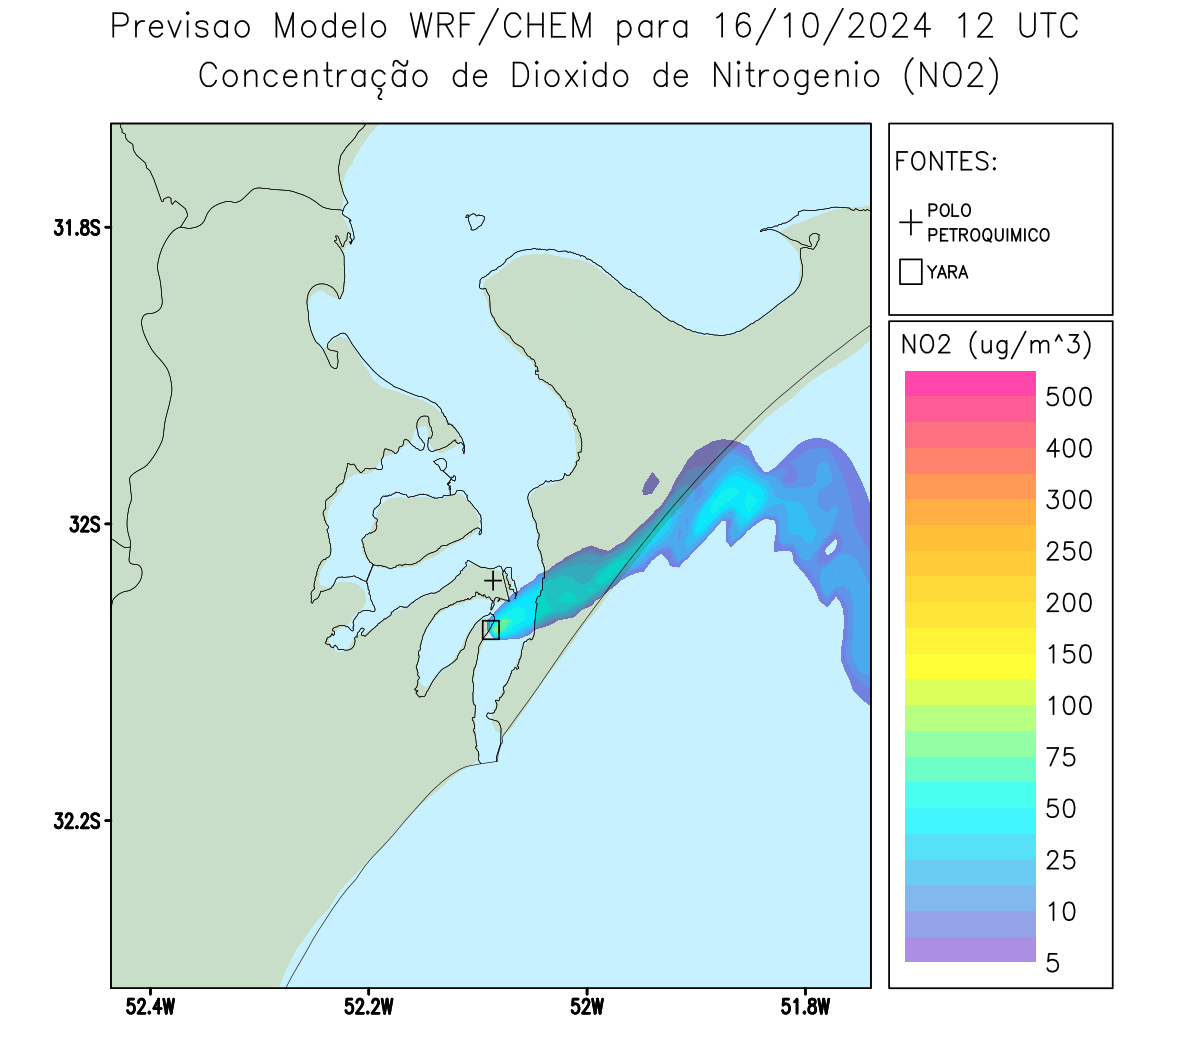 Previsao Modelo WRF/CHEM para 16/10/2024 12 UTC
Concentração de Dioxido de Nitrogenio (NO2)
FONTES:
POLO
PETROQUIMICO
YARA
NO2 (ug/m^3)
500
400
300
250
200
150
100
75
50
25
10
5
31.8S
32S
32.2S
52.4W
52.2W
52W
51.8W